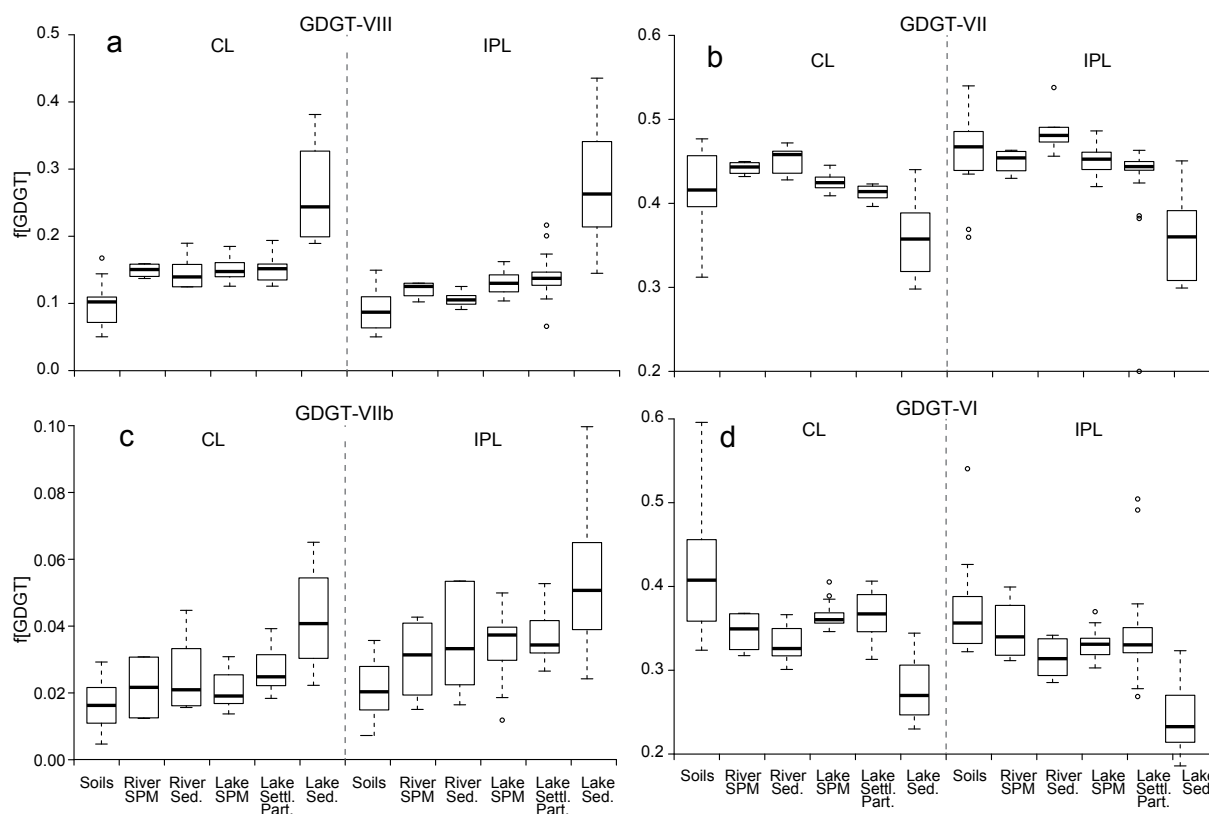 GDGT-VIII
a
CL
IPL
f[GDGT]
0.5
0.4
0.3
0.2
0.1
0.0
GDGT-VII
b
CL
IPL
0.6
0.5
0.4
0.3
0.2
GDGT-VIIb
c
CL
IPL
f[GDGT]
0.10
0.08
0.06
0.04
0.02
0.00
Soils
River SPM
River Sed.
Lake SPM
Lake Settl. Part.
Lake Sed.
Soils
River SPM
River Sed.
Lake SPM
Lake Settl. Part.
Lake Sed.
GDGT-VI
d
CL
IPL
0.6
0.5
0.4
0.3
0.2
Soils
River SPM
River Sed.
Lake SPM
Lake Settl. Part.
Lake Sed.
Soils
River SPM
River Sed.
Lake SPM
Lake Settl. Part.
Lake Sed.